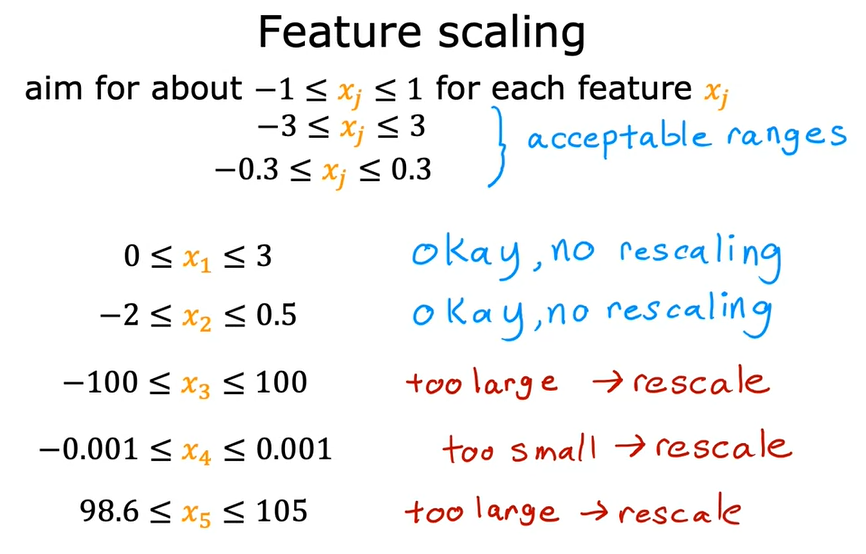 Feature scaling
aim for about −1 ≤ xⱼ ≤ 1 for each feature xⱼ
−3 ≤ xⱼ ≤ 3
acceptable ranges
−0.3 ≤ xⱼ ≤ 0.3
0 ≤ x₁ ≤ 3 okay, no rescaling
−2 ≤ x₂ ≤ 0.5 okay, no rescaling
−100 ≤ x₃ ≤ 100 too large → rescale
−0.001 ≤ x₄ ≤ 0.001 too small → rescale
98.6 ≤ x₅ ≤ 105 too large → rescale